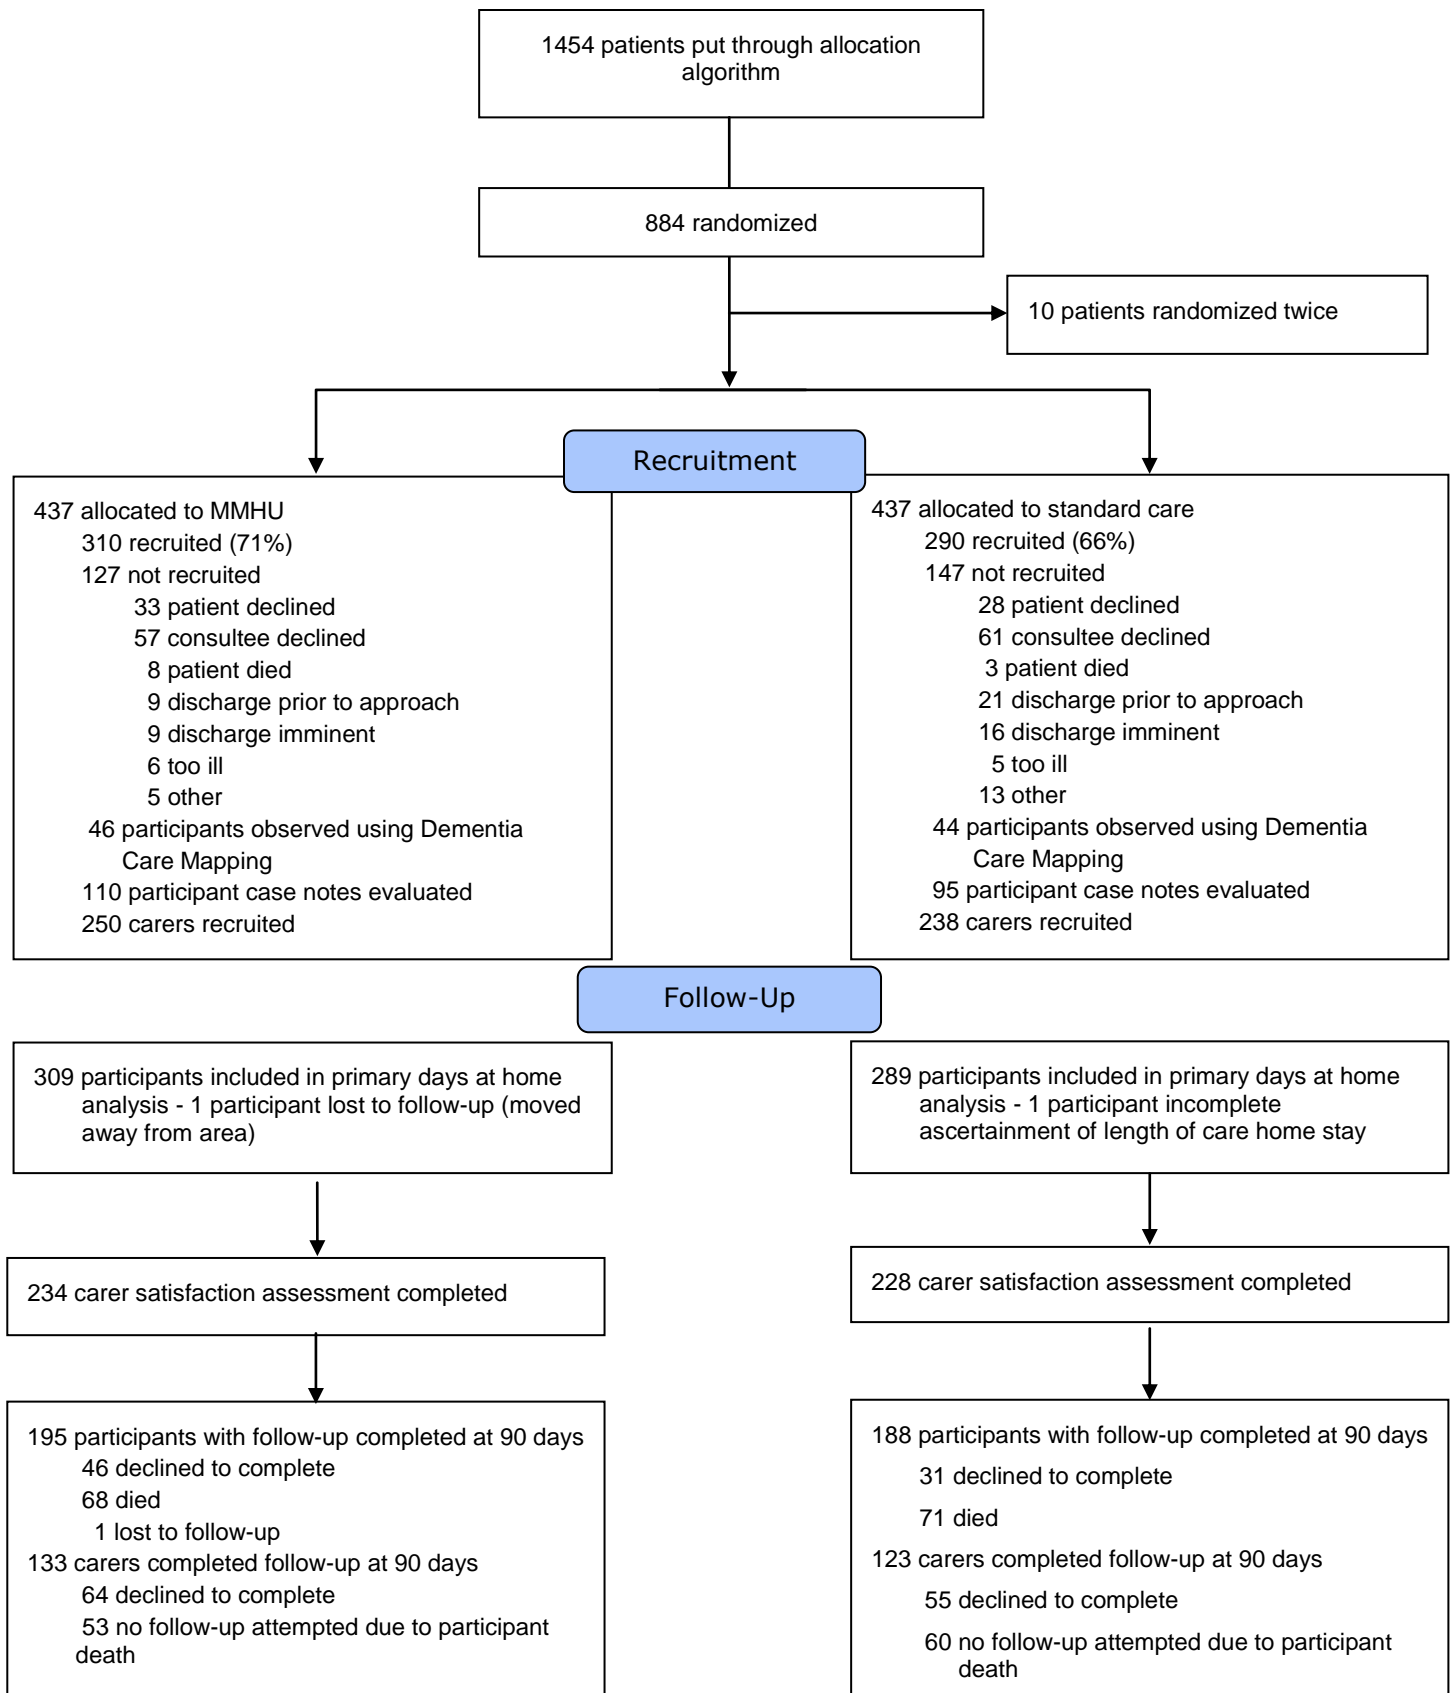 1454 patients put through allocation
algorithm
884 randomized
10 patients randomized twice
Recruitment
437 allocated to MMHU
310 recruited (71%)
127 not recruited
33 patient declined
57 consultee declined
8 patient died
9 discharge prior to approach
9 discharge imminent
6 too ill
5 other
46 participants observed using Dementia
Care Mapping
110 participant case notes evaluated
250 carers recruited
437 allocated to standard care
290 recruited (66%)
147 not recruited
28 patient declined
61 consultee declined
3 patient died
21 discharge prior to approach
16 discharge imminent
5 too ill
13 other
44 participants observed using Dementia
Care Mapping
95 participant case notes evaluated
238 carers recruited
Follow-Up
309 participants included in primary days at home
analysis - 1 participant lost to follow-up (moved
away from area)
289 participants included in primary days at home
analysis - 1 participant incomplete
ascertainment of length of care home stay
234 carer satisfaction assessment completed
228 carer satisfaction assessment completed
195 participants with follow-up completed at 90 days
46 declined to complete
68 died
1 lost to follow-up
133 carers completed follow-up at 90 days
64 declined to complete
53 no follow-up attempted due to participant
death
188 participants with follow-up completed at 90 days
31 declined to complete
71 died
123 carers completed follow-up at 90 days
55 declined to complete
60 no follow-up attempted due to participant
death